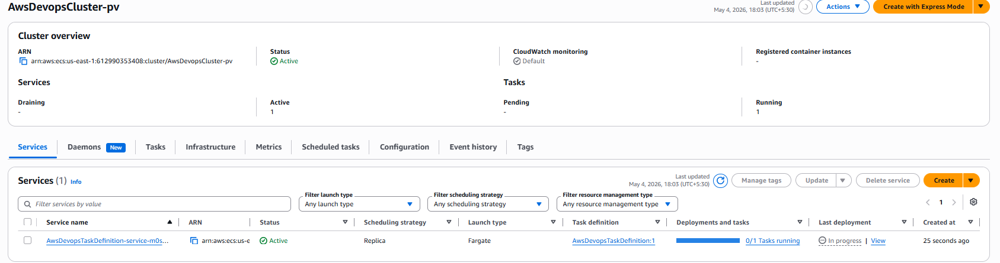 AwsDevopsCluster-pv
Last updated
May 4, 2026, 18:03 (UTC+5:30)
Actions
Create with Express Mode
Cluster overview
ARN
arn:aws:ecs:us-east-1:612990353408:cluster/AwsDevopsCluster-pv
Status
Active
CloudWatch monitoring
Default
Registered container instances
-
Services
Tasks
Draining
-
Active
1
Pending
-
Running
1
Services
Daemons New
Tasks
Infrastructure
Metrics
Scheduled tasks
Configuration
Event history
Tags
Services (1) Info
Last updated
May 4, 2026, 18:03 (UTC+5:30)
Manage tags
Update
Delete service
Create
Filter services by value
Filter launch type
Any launch type
Filter scheduling strategy
Any scheduling strategy
Filter resource management type
Any resource management type
1
Service name
ARN
Status
Scheduling strategy
Launch type
Task definition
Deployments and tasks
Last deployment
Created at
AwsDevopsTaskDefinition-service-m0s...
arn:aws:ecs:us-e
Active
Replica
Fargate
AwsDevopsTaskDefinition:1
0/1 Tasks running
In progress | View
25 seconds ago